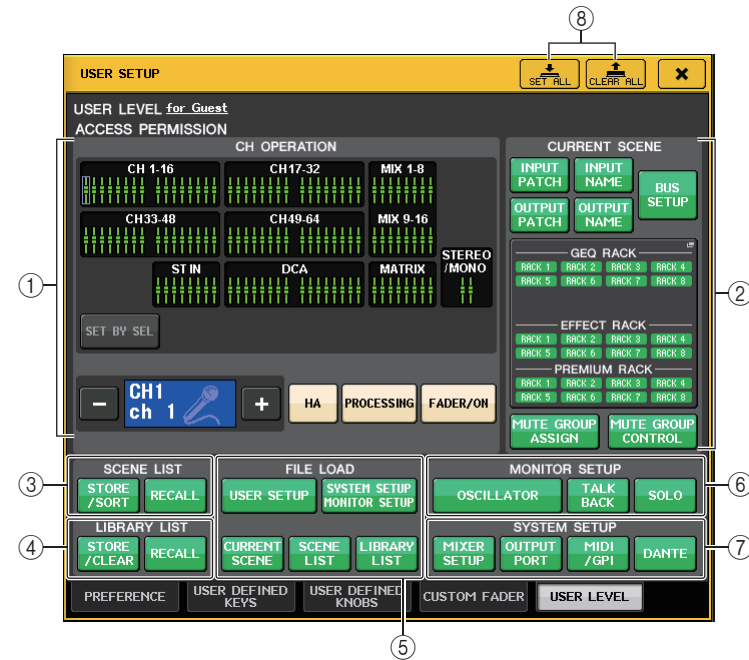 ⑧
USER SETUP
SET ALL
CLEAR ALL
USER LEVEL for Guest
ACCESS PERMISSION
①
CH OPERATION
CH 1-16
CH17-32
MIX 1-8
CH33-48
CH49-64
MIX 9-16
ST IN
DCA
MATRIX
STEREO
/MONO
SET BY SEL
−
CH1
ch 1
+
HA
PROCESSING
FADER/ON
②
CURRENT SCENE
INPUT
PATCH
INPUT
NAME
BUS
SETUP
OUTPUT
PATCH
OUTPUT
NAME
GEQ RACK
RACK 1 RACK 2 RACK 3 RACK 4
RACK 5 RACK 6 RACK 7 RACK 8
EFFECT RACK
RACK 1 RACK 2 RACK 3 RACK 4
RACK 5 RACK 6 RACK 7 RACK 8
PREMIUM RACK
RACK 1 RACK 2 RACK 3 RACK 4
RACK 5 RACK 6 RACK 7 RACK 8
MUTE GROUP
ASSIGN
MUTE GROUP
CONTROL
③
SCENE LIST
STORE
/SORT
RECALL
④
LIBRARY LIST
STORE
/CLEAR
RECALL
FILE LOAD
USER SETUP
SYSTEM SETUP
MONITOR SETUP
CURRENT
SCENE
SCENE
LIST
LIBRARY
LIST
⑤
MONITOR SETUP
OSCILLATOR
TALK
BACK
SOLO
⑥
SYSTEM SETUP
MIXER
SETUP
OUTPUT
PORT
MIDI
/GPI
DANTE
⑦
PREFERENCE
USER DEFINED
KEYS
USER DEFINED
KNOBS
CUSTOM FADER
USER LEVEL